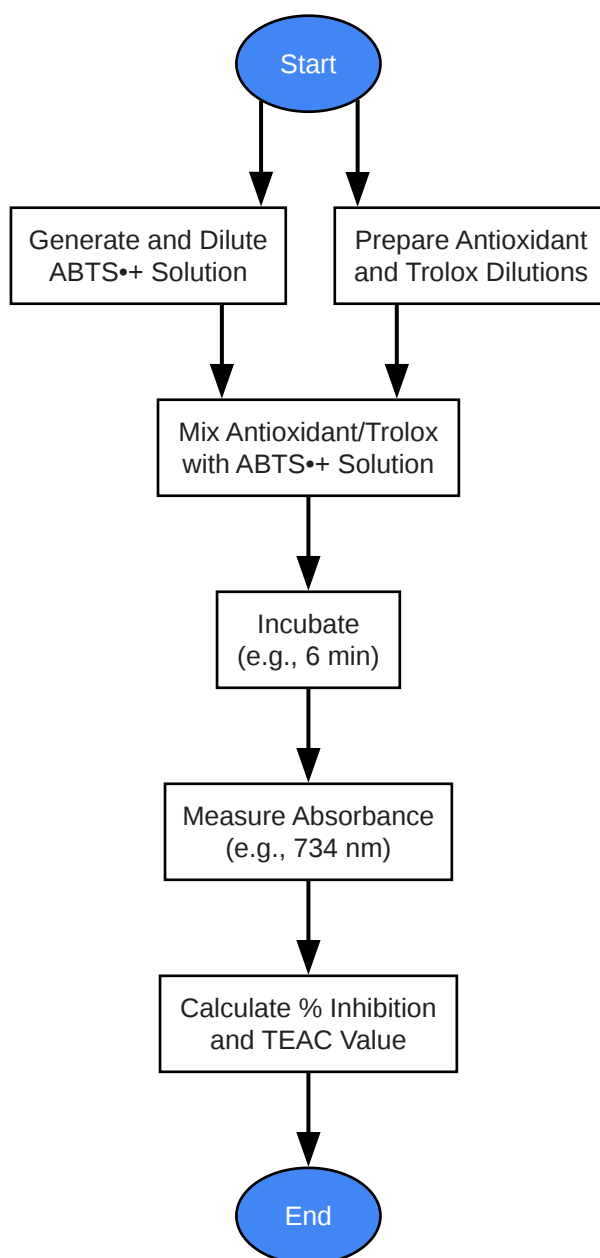 Start
Generate and Dilute
ABTS•+ Solution
Prepare Antioxidant
and Trolox Dilutions
Mix Antioxidant/Trolox
with ABTS•+ Solution
Incubate
(e.g., 6 min)
Measure Absorbance
(e.g., 734 nm)
Calculate % Inhibition
and TEAC Value
End